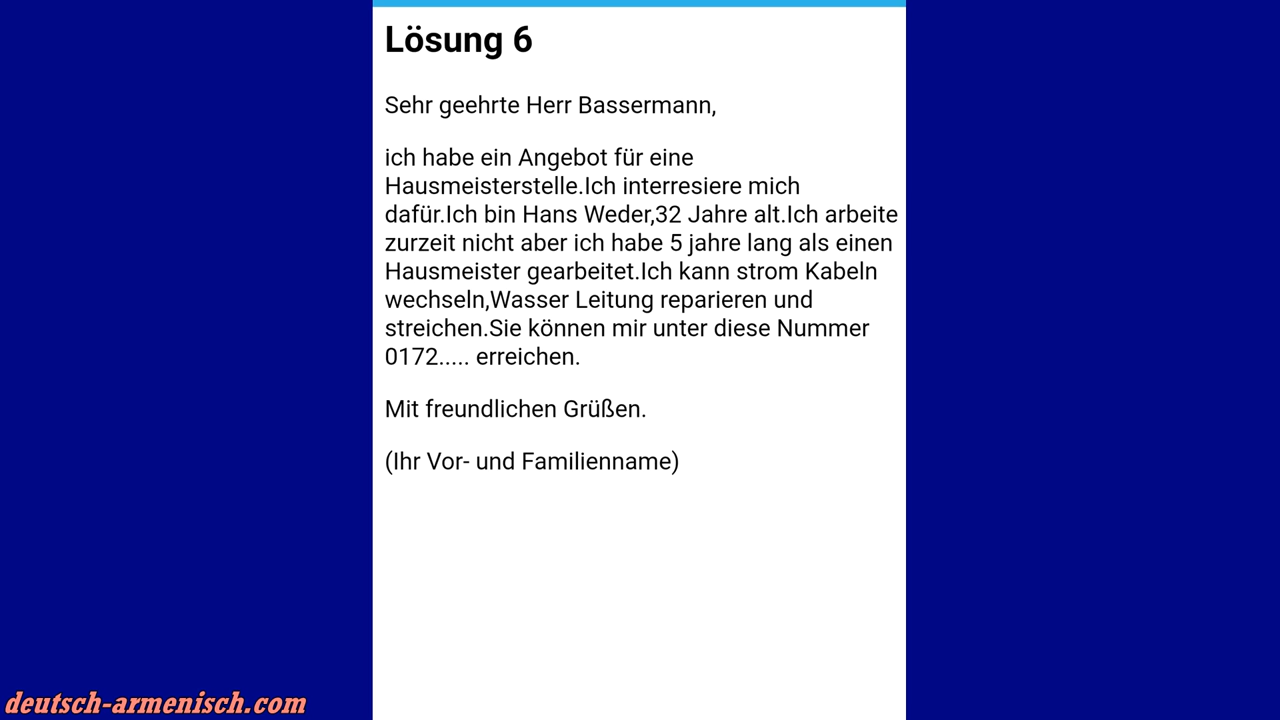 Lösung 6
Sehr geehrte Herr Bassermann,
ich habe ein Angebot für eine
Hausmeisterstelle.Ich interresiere mich
dafür.Ich bin Hans Weder,32 Jahre alt.Ich arbeite
zurzeit nicht aber ich habe 5 jahre lang als einen
Hausmeister gearbeitet.Ich kann strom Kabeln
wechseln,Wasser Leitung reparieren und
streichen.Sie können mir unter diese Nummer
0172..... erreichen.
Mit freundlichen Grüßen.
(Ihr Vor- und Familienname)
deutsch-armenisch.com